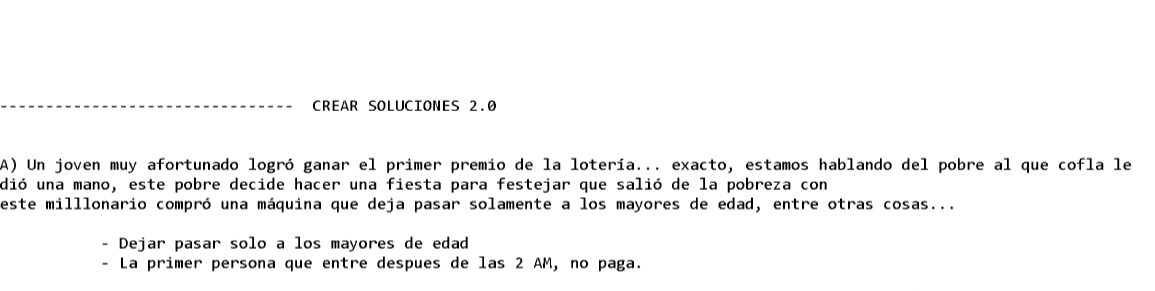 -------------------------------- CREAR SOLUCIONES 2.0
A) Un joven muy afortunado logró ganar el primer premio de la lotería... exacto, estamos hablando del pobre al que cofla le
dió una mano, este pobre decide hacer una fiesta para festejar que salió de la pobreza con
este milllonario compró una máquina que deja pasar solamente a los mayores de edad, entre otras cosas...
- Dejar pasar solo a los mayores de edad
- La primer persona que entre despues de las 2 AM, no paga.